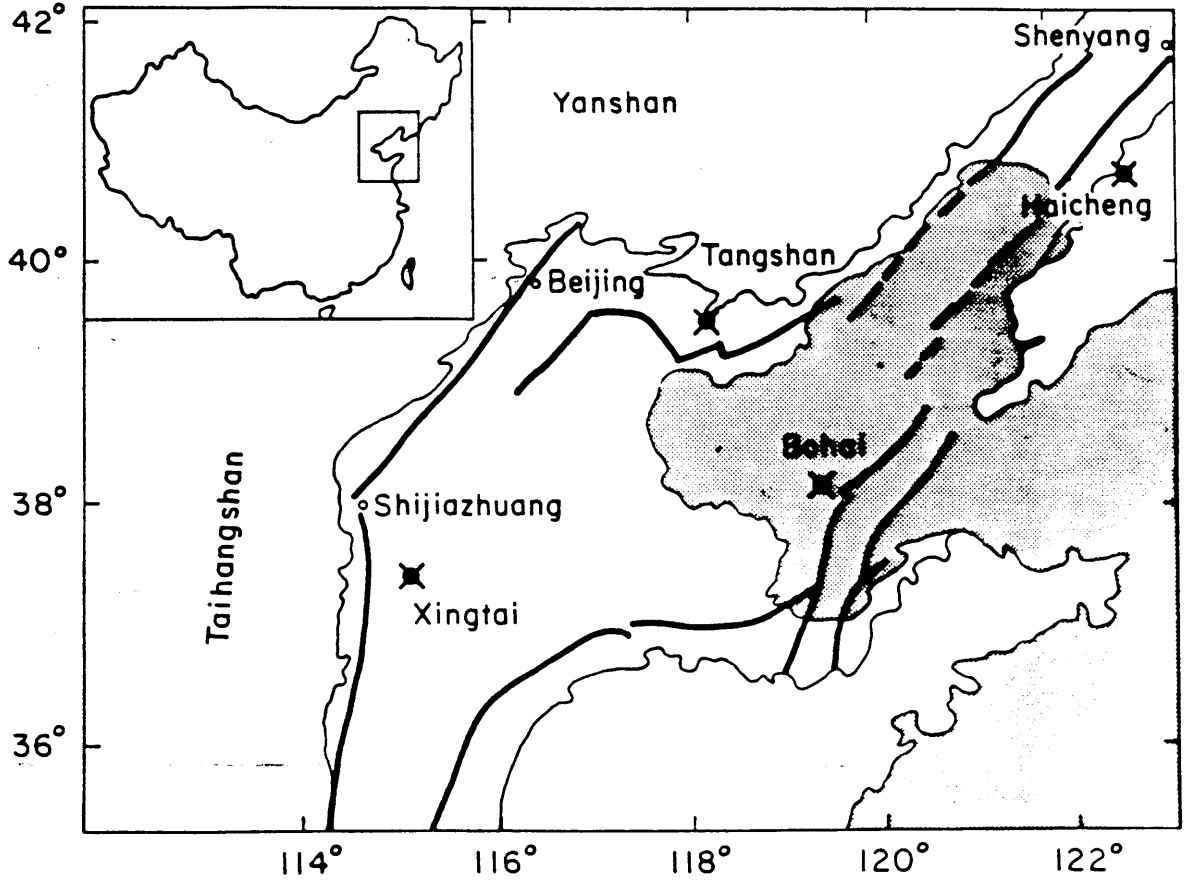 42°
Shenyang
Yanshan
Haicheng
40°
Tangshan
Beijing
Bohai
38°
Shijiazhuang
Taihangshan
Xingtai
36°
114° 116° 118° 120° 122°